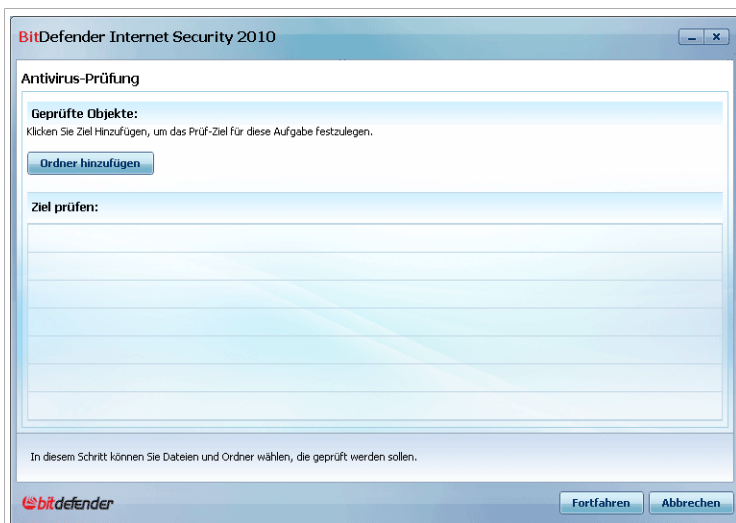 BitDefender Internet Security 2010
Antivirus-Prüfung
Geprüfte Objekte:
Klicken Sie Ziel Hinzufügen, um das Prüf-Ziel für diese Aufgabe festzulegen.
Ordner hinzufügen
Ziel prüfen:
In diesem Schritt können Sie Dateien und Ordner wählen, die geprüft werden sollen.
bitdefender
Fortfahren Abbrechen